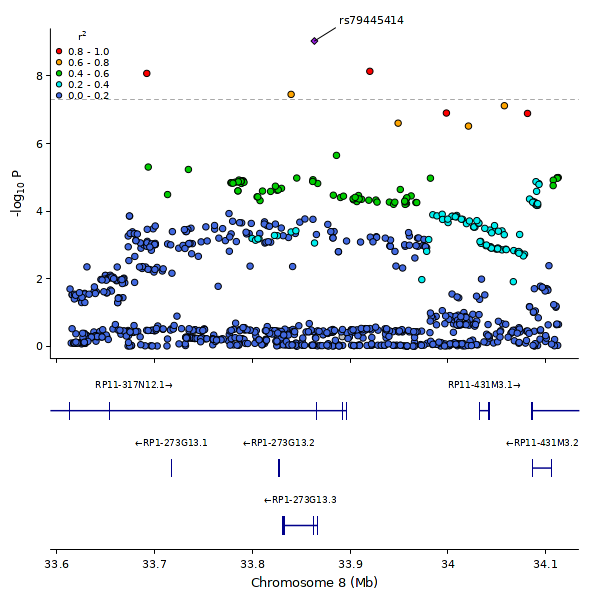 rs79445414
r2
0.8 - 1.0
0.6 - 0.8
0.4 - 0.6
0.2 - 0.4
0.0 - 0.2
8
6
4
2
0
-log10 P
RP11-317N12.1→
RP11-431M3.1→
←RP1-273G13.1
←RP1-273G13.2
←RP11-431M3.2
←RP1-273G13.3
33.6 33.7 33.8 33.9 34 34.1
Chromosome 8 (Mb)